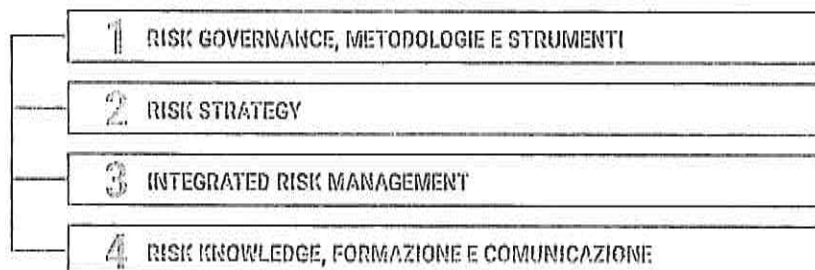 1 RISK GOVERNANCE, METODOLOGIE E STRUMENTI
2 RISK STRATEGY
3 INTEGRATED RISK MANAGEMENT
4 RISK KNOWLEDGE, FORMAZIONE E COMUNICAZIONE